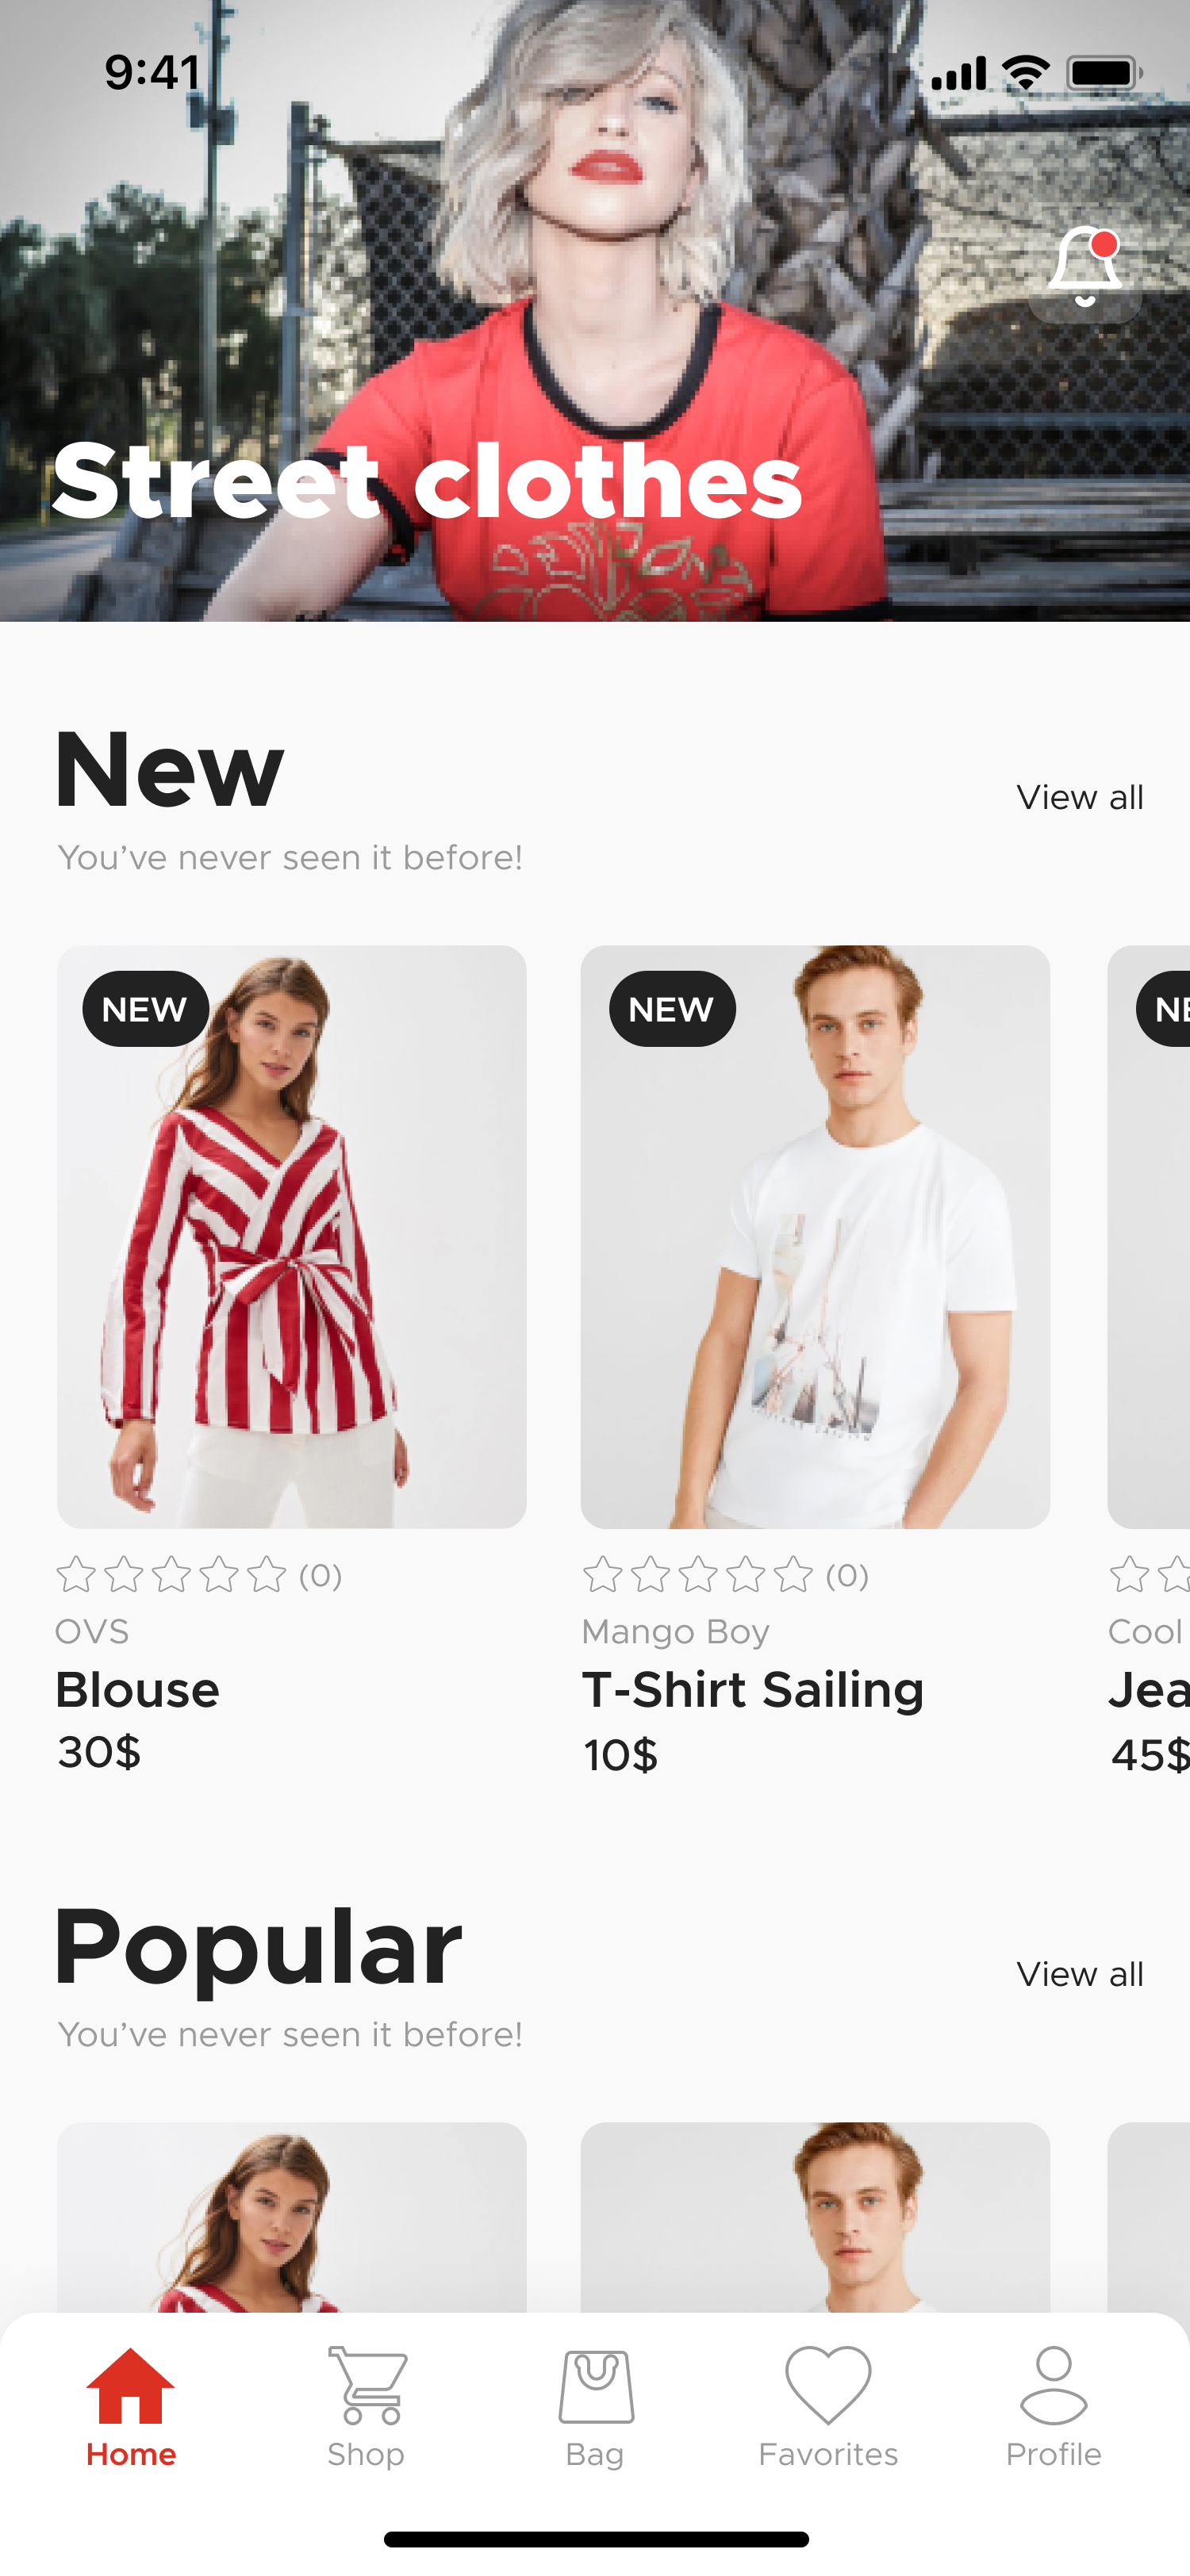 9:41
Street clothes
New
View all
You’ve never seen it before!
NEW
NEW
NE
(0)
(0)
OVS
Mango Boy
Cool
Blouse
T-Shirt Sailing
Jea
30$
10$
45$
Popular
View all
You’ve never seen it before!
Home
Shop
Bag
Favorites
Profile